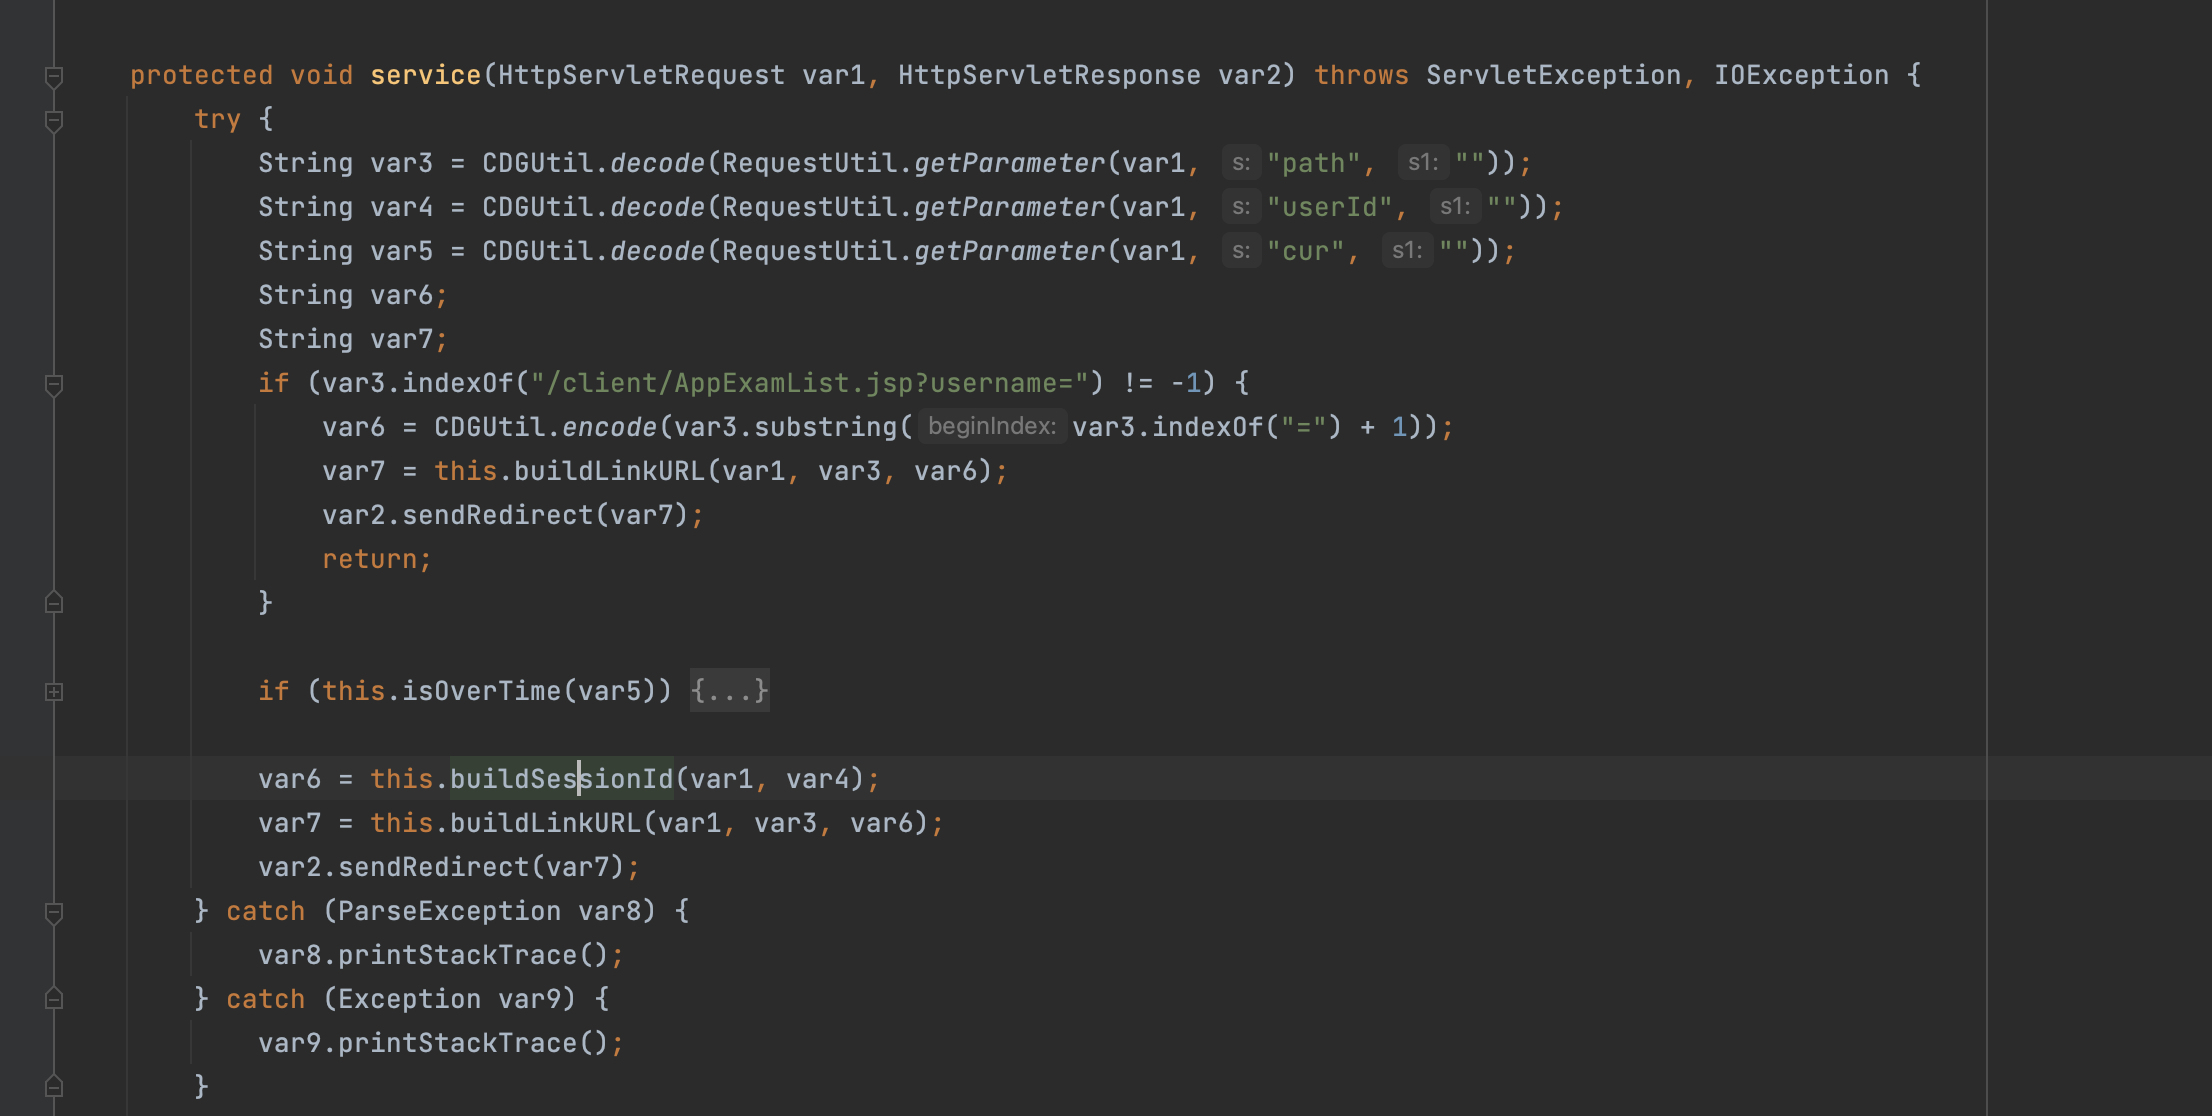 protected void service(HttpServletRequest var1, HttpServletResponse var2) throws ServletException, IOException {
try {
String var3 = CDGUtil.decode(RequestUtil.getParameter(var1, s: "path", s1: ""));
String var4 = CDGUtil.decode(RequestUtil.getParameter(var1, s: "userId", s1: ""));
String var5 = CDGUtil.decode(RequestUtil.getParameter(var1, s: "cur", s1: ""));
String var6;
String var7;
if (var3.indexOf("/client/AppExamList.jsp?username=") != -1) {
var6 = CDGUtil.encode(var3.substring( beginIndex: var3.indexOf("=") + 1));
var7 = this.buildLinkURL(var1, var3, var6);
var2.sendRedirect(var7);
return;
}
if (this.isOverTime(var5)) {...}
var6 = this.buildSessionId(var1, var4);
var7 = this.buildLinkURL(var1, var3, var6);
var2.sendRedirect(var7);
} catch (ParseException var8) {
var8.printStackTrace();
} catch (Exception var9) {
var9.printStackTrace();
}